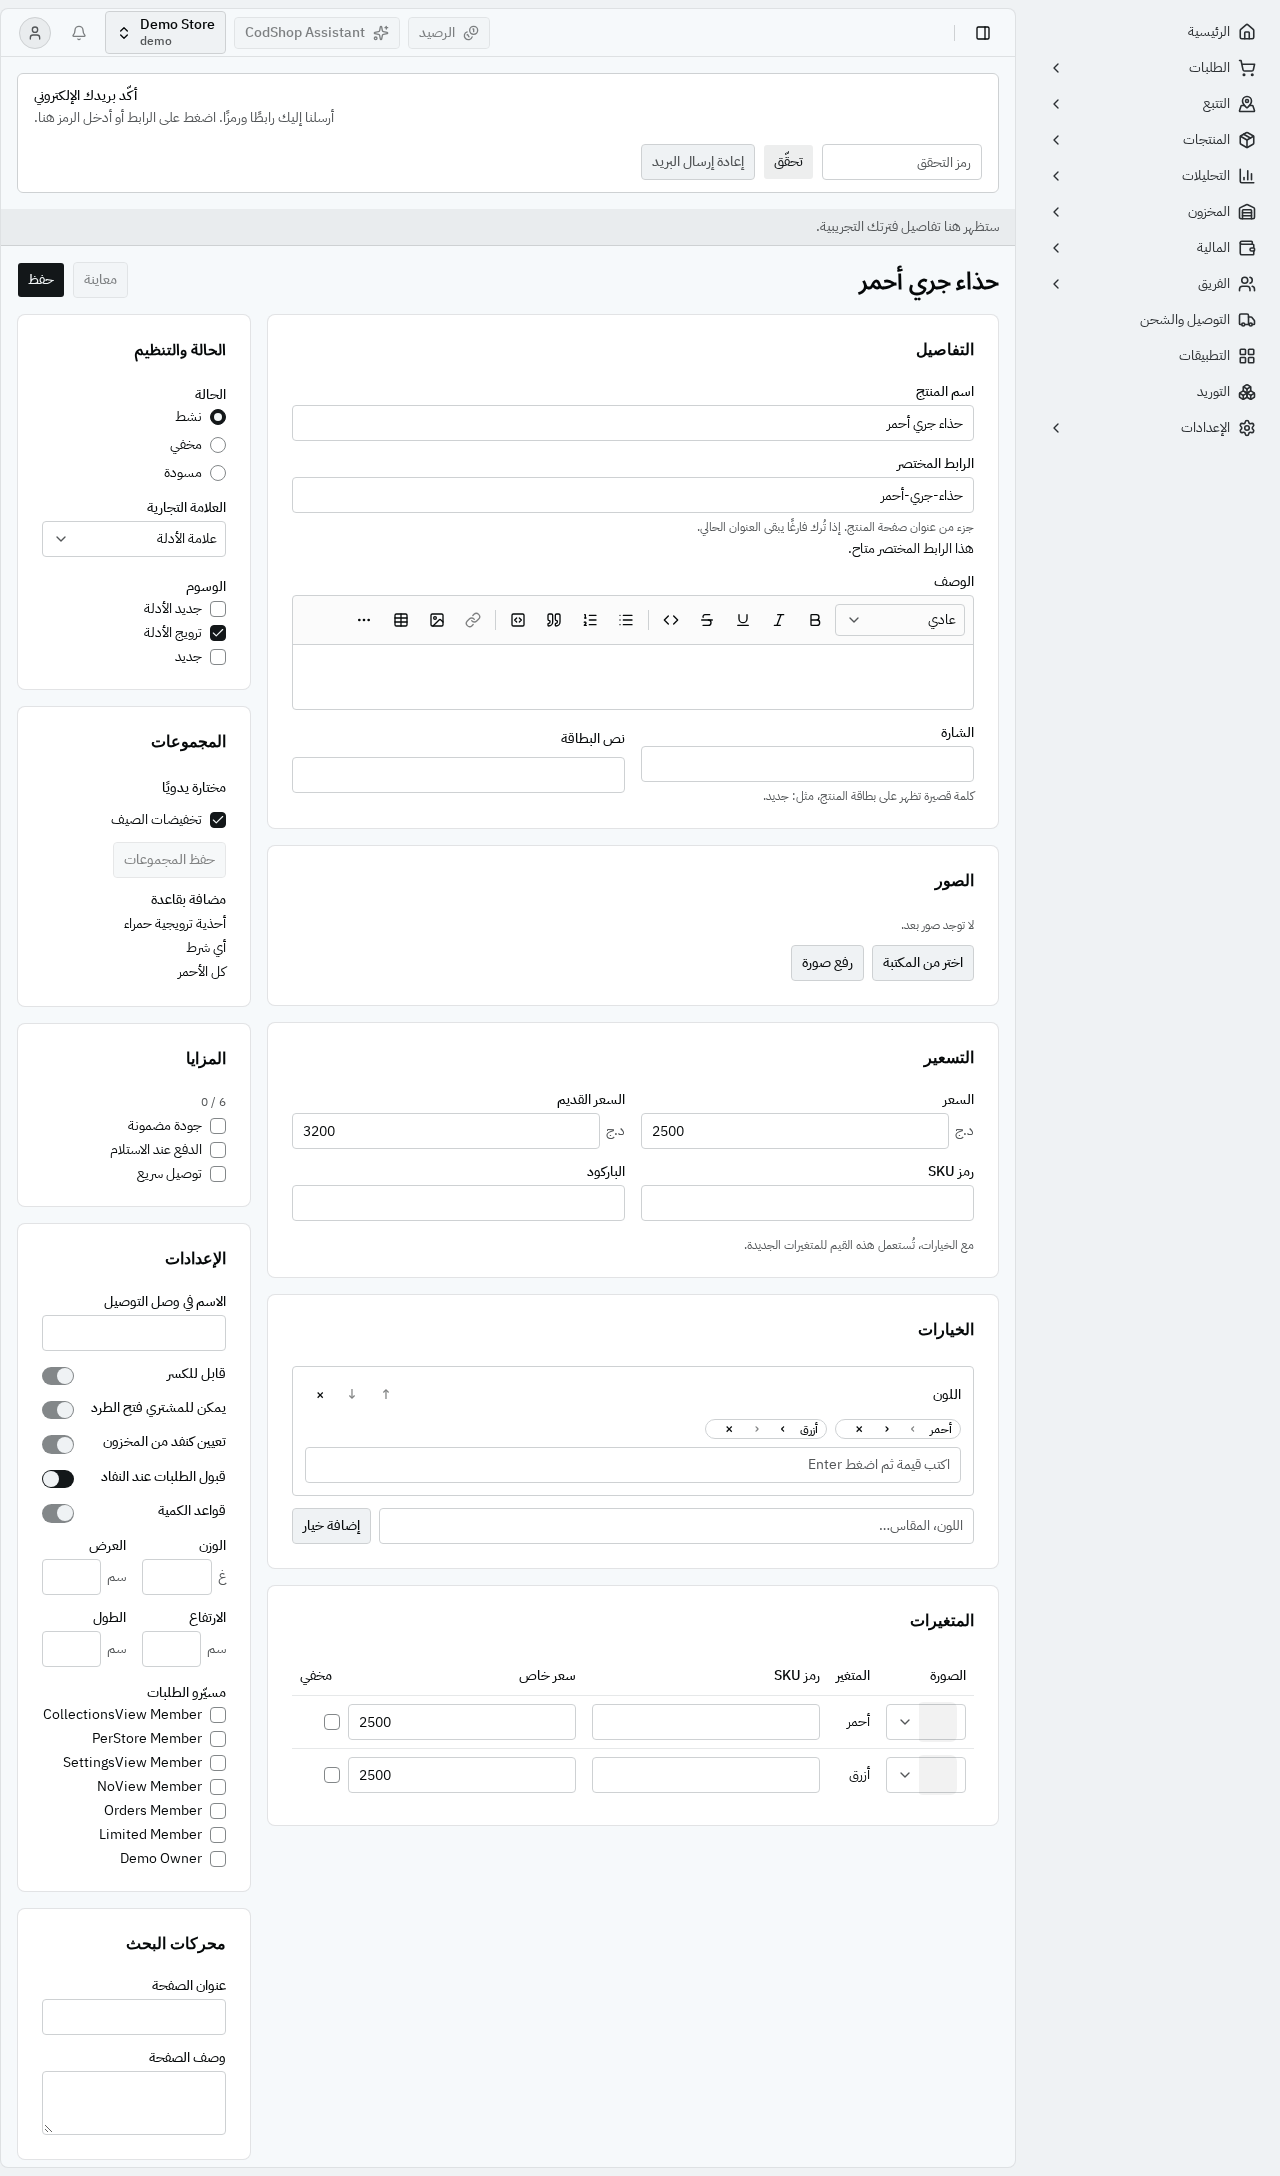 الرئيسية
الطلبات
التتبع
المنتجات
التحليلات
المخزون
المالية
الفريق
التوصيل والشحن
التطبيقات
التوريد
الإعدادات
الرصيد
CodShop Assistant
Demo Store
demo
أكّد بريدك الإلكتروني
أرسلنا إليك رابطًا ورمزًا. اضغط على الرابط أو أدخل الرمز هنا.
رمز التحقق تحقّق إعادة إرسال البريد
ستظهر هنا تفاصيل فترتك التجريبية.
حذاء جري أحمر
معاينة حفظ
التفاصيل
اسم المنتج
حذاء جري أحمر
الرابط المختصر
حذاء-جري-أحمر
جزء من عنوان صفحة المنتج. إذا تُرك فارغًا يبقى العنوان الحالي.
هذا الرابط المختصر متاح.
الوصف
عادي
الشارة
كلمة قصيرة تظهر على بطاقة المنتج، مثل: جديد.
نص البطاقة
الصور
لا توجد صور بعد.
اختر من المكتبة رفع صورة
التسعير
السعر
د.ج 2500
السعر القديم
د.ج 3200
رمز SKU
الباركود
مع الخيارات، تُستعمل هذه القيم للمتغيرات الجديدة.
الخيارات
اللون
أحمر
أزرق
اكتب قيمة ثم اضغط Enter
اللون، المقاس...
إضافة خيار
المتغيرات
الصورة المتغير رمز SKU سعر خاص مخفي
أحمر 2500
أزرق 2500
الحالة والتنظيم
الحالة
نشط
مخفي
مسودة
العلامة التجارية
علامة الأدلة
الوسوم
جديد الأدلة
ترويج الأدلة
جديد
المجموعات
مختارة يدويًا
تخفيضات الصيف
حفظ المجموعات
مضافة بقاعدة
أحذية ترويجية حمراء
أي شرط
كل الأحمر
المزايا
0 / 6
جودة مضمونة
الدفع عند الاستلام
توصيل سريع
الإعدادات
الاسم في وصل التوصيل
قابل للكسر
يمكن للمشتري فتح الطرد
تعيين كنفد من المخزون
قبول الطلبات عند النفاد
قواعد الكمية
الوزن
غ
العرض
سم
الارتفاع
سم
الطول
سم
مسيّرو الطلبات
CollectionsView Member
PerStore Member
SettingsView Member
NoView Member
Orders Member
Limited Member
Demo Owner
محركات البحث
عنوان الصفحة
وصف الصفحة